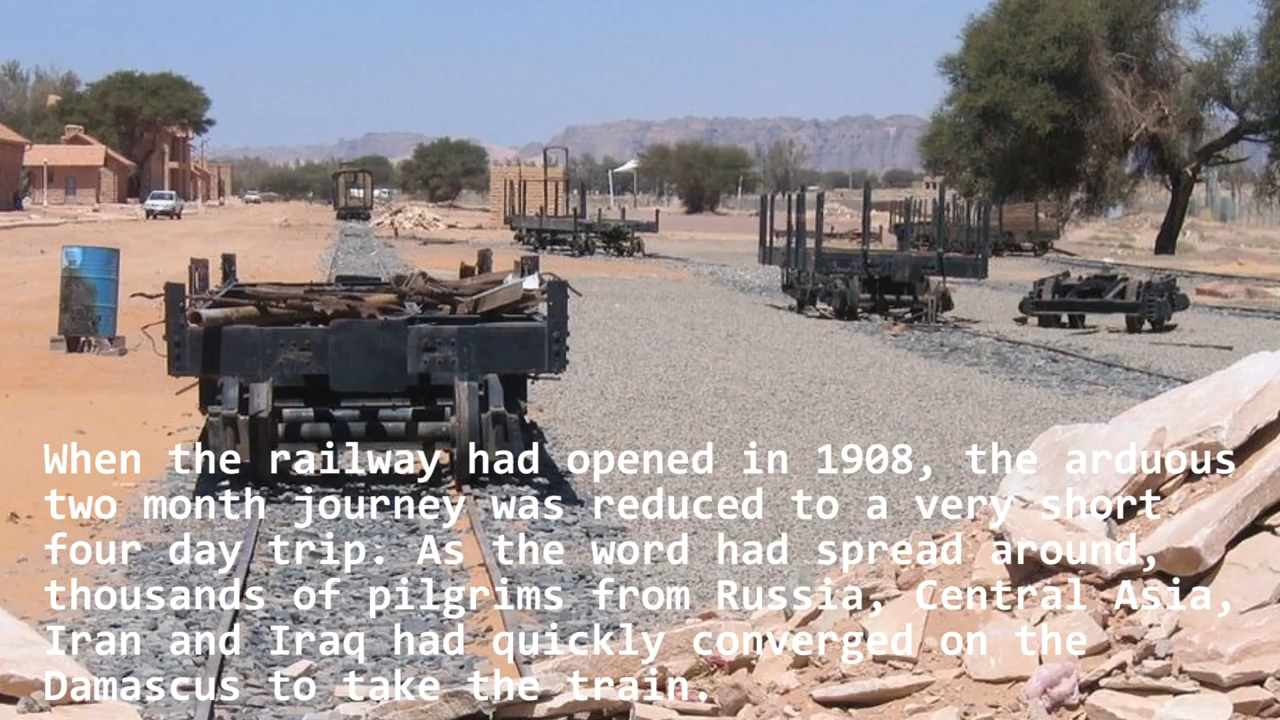 When the railway had opened in 1908, the arduous
two month journey was reduced to a very short
four day trip. As the word had spread around,
thousands of pilgrims from Russia, Central Asia,
Iran and Iraq had quickly converged on the
Damascus to take the train.